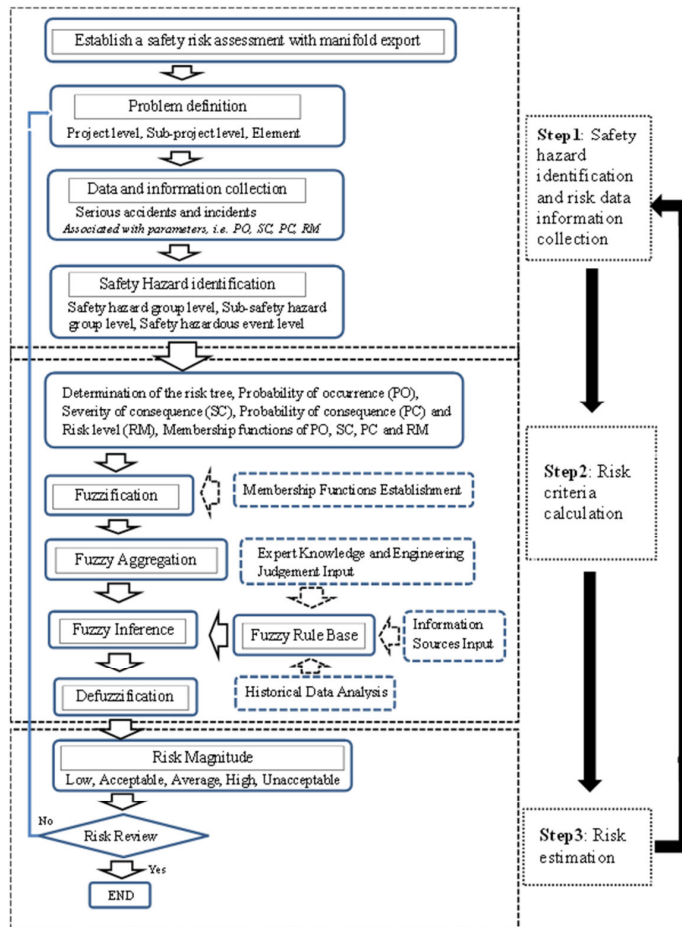 Establish a safety risk assessment with manifold export
Problem definition
Project level, Sub-project level, Element
Data and information collection
Serious accidents and incidents
Associated with parameters, i.e. PO, SC, PC, RM
Safety Hazard identification
Safety hazard group level, Sub-safety hazard
group level, Safety hazardous event level
Determination of the risk tree, Probability of occurrence (PO),
Severity of consequence (SC), Probability of consequence (PC) and
Risk level (RM), Membership functions of PO, SC, PC and RM
Fuzzification
Membership Functions Establishment
Fuzzy Aggregation
Expert Knowledge and Engineering
Judgement Input
Fuzzy Inference
Fuzzy Rule Base
Information
Sources Input
Defuzzification
Historical Data Analysis
Risk Magnitude
Low, Acceptable, Average, High, Unacceptable
No
Risk Review
Yes
END
Step1: Safety
hazard
identification
and risk data
information
collection
Step2: Risk
criteria
calculation
Step3: Risk
estimation